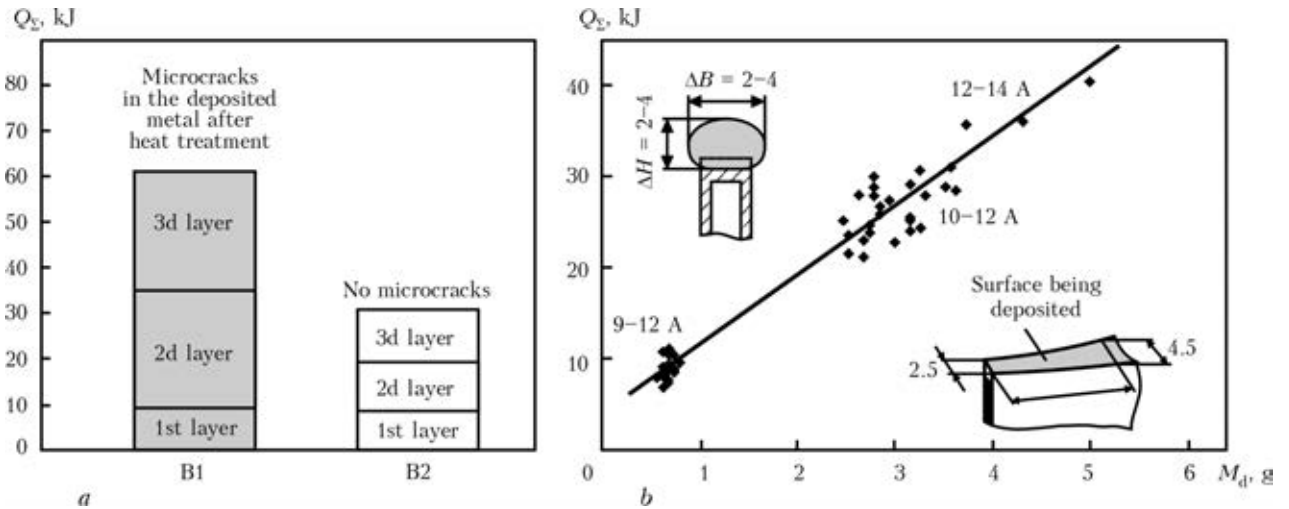 Q_Σ, kJ
80
70
60
50
40
30
20
10
0
Microcracks
in the deposited
metal after
heat treatment
3d layer
2d layer
1st layer
No microcracks
3d layer
2d layer
1st layer
B1
B2
a
Q_Σ, kJ
40
30
20
10
0
1
2
3
4
5
6
M_d, g
ΔB = 2–4
ΔH = 2–4
12–14 A
10–12 A
9–12 A
Surface being
deposited
2.5
4.5
b